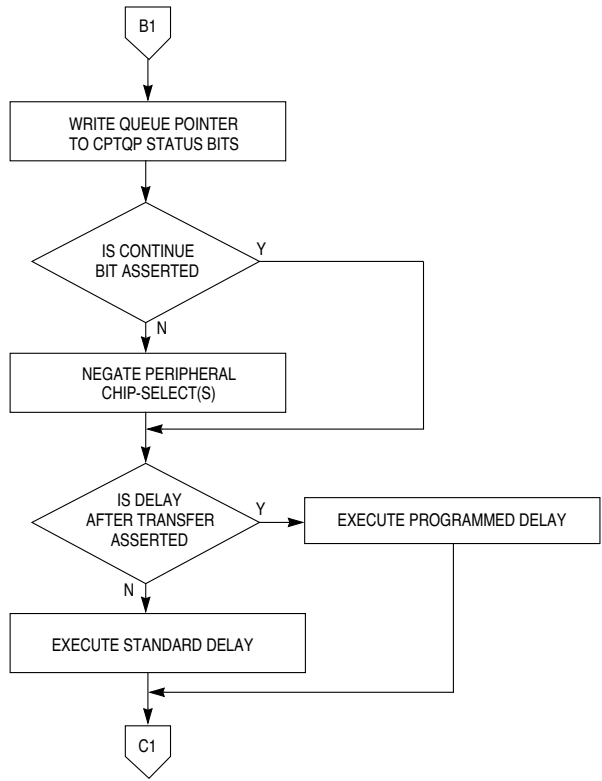 B1
WRITE QUEUE POINTER
TO CPTQP STATUS BITS
IS CONTINUE
BIT ASSERTED
Y
N
NEGATE PERIPHERAL
CHIP-SELECT(S)
IS DELAY
AFTER TRANSFER
ASSERTED
Y
EXECUTE PROGRAMMED DELAY
N
EXECUTE STANDARD DELAY
C1